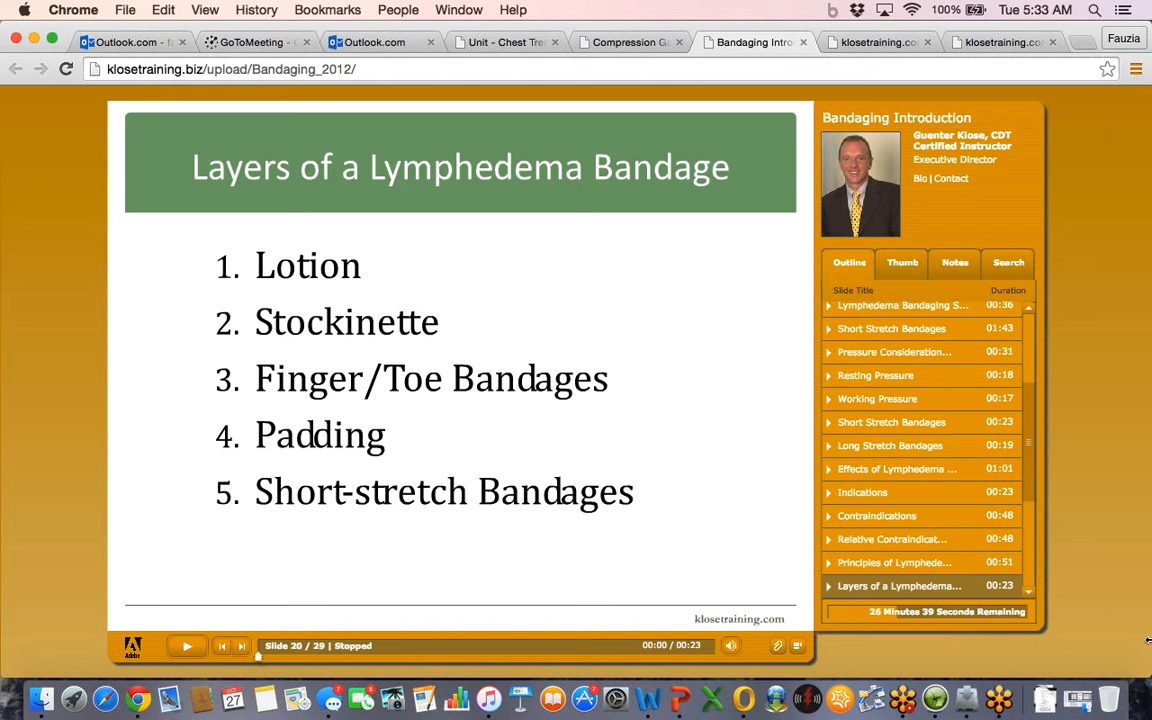 Chrome File Edit View History Bookmarks People Window Help 100% Tue 5:33 AM
Outlook.com - f GoToMeeting - C Outlook.com Unit - Chest Tre Compression Ga Bandaging Intro klosetraining.co klosetraining.co Fauzia
klosetraining.biz/upload/Bandaging_2012/
Layers of a Lymphedema Bandage
1. Lotion
2. Stockinette
3. Finger/Toe Bandages
4. Padding
5. Short-stretch Bandages
klosetraining.com
Adobe
Slide 20 / 29 | Stopped 00:00 / 00:23
Bandaging Introduction
Guenter Klose, CDT
Certified Instructor
Executive Director
Bio | Contact
Outline Thumb Notes Search
Slide Title Duration
Lymphedema Bandaging S... 00:36
Short Stretch Bandages 01:43
Pressure Consideration... 00:31
Resting Pressure 00:18
Working Pressure 00:17
Short Stretch Bandages 00:23
Long Stretch Bandages 00:19
Effects of Lymphedema ... 01:01
Indications 00:23
Contraindications 00:48
Relative Contraindicat... 00:48
Principles of Lymphede... 00:51
Layers of a Lymphedema... 00:23
26 Minutes 39 Seconds Remaining
OCT
27